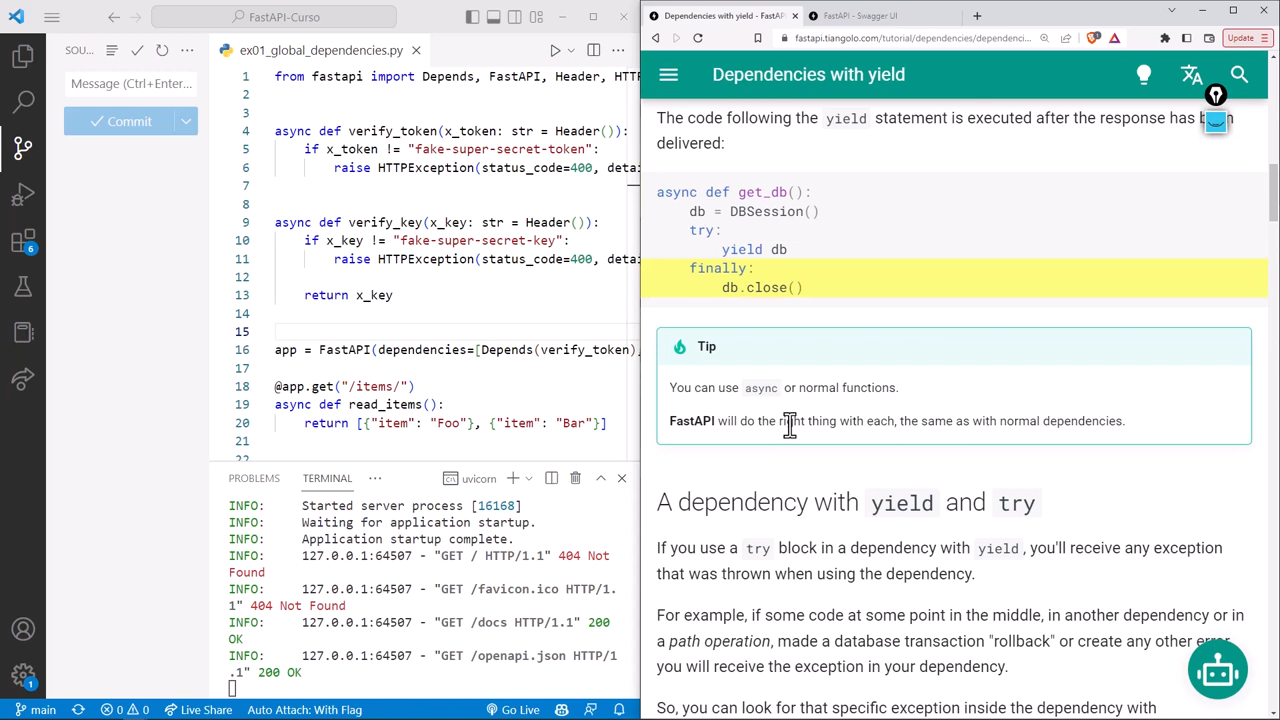 FastAPI-Curso
SOU...
Message (Ctrl+Enter...
Commit
6
1
ex01_global_dependencies.py
1 from fastapi import Depends, FastAPI, Header, HTTP
2
3
4 async def verify_token(x_token: str = Header()):
5 if x_token != "fake-super-secret-token":
6 raise HTTPException(status_code=400, detai
7
8
9 async def verify_key(x_key: str = Header()):
10 if x_key != "fake-super-secret-key":
11 raise HTTPException(status_code=400, detai
12
13 return x_key
14
15
16 app = FastAPI(dependencies=[Depends(verify_token),
17
18 @app.get("/items/")
19 async def read_items():
20 return [{"item": "Foo"}, {"item": "Bar"}]
21
PROBLEMS TERMINAL ... uvicorn
INFO: Started server process [16168]
INFO: Waiting for application startup.
INFO: Application startup complete.
INFO: 127.0.0.1:64507 - "GET / HTTP/1.1" 404 Not
Found
INFO: 127.0.0.1:64507 - "GET /favicon.ico HTTP/1.
1" 404 Not Found
INFO: 127.0.0.1:64507 - "GET /docs HTTP/1.1" 200
OK
INFO: 127.0.0.1:64507 - "GET /openapi.json HTTP/1
.1" 200 OK
main 0 0 Live Share Auto Attach: With Flag Go Live
Dependencies with yield - FastAPI
FastAPI - Swagger UI
fastapi.tiangolo.com/tutorial/dependencies/dependenci...
Update
Dependencies with yield
The code following the yield statement is executed after the response has been
delivered:
async def get_db():
db = DBSession()
try:
yield db
finally:
db.close()
Tip
You can use async or normal functions.
FastAPI will do the right thing with each, the same as with normal dependencies.
A dependency with yield and try
If you use a try block in a dependency with yield, you'll receive any exception
that was thrown when using the dependency.
For example, if some code at some point in the middle, in another dependency or in
a path operation, made a database transaction "rollback" or create any other error,
you will receive the exception in your dependency.
So, you can look for that specific exception inside the dependency with